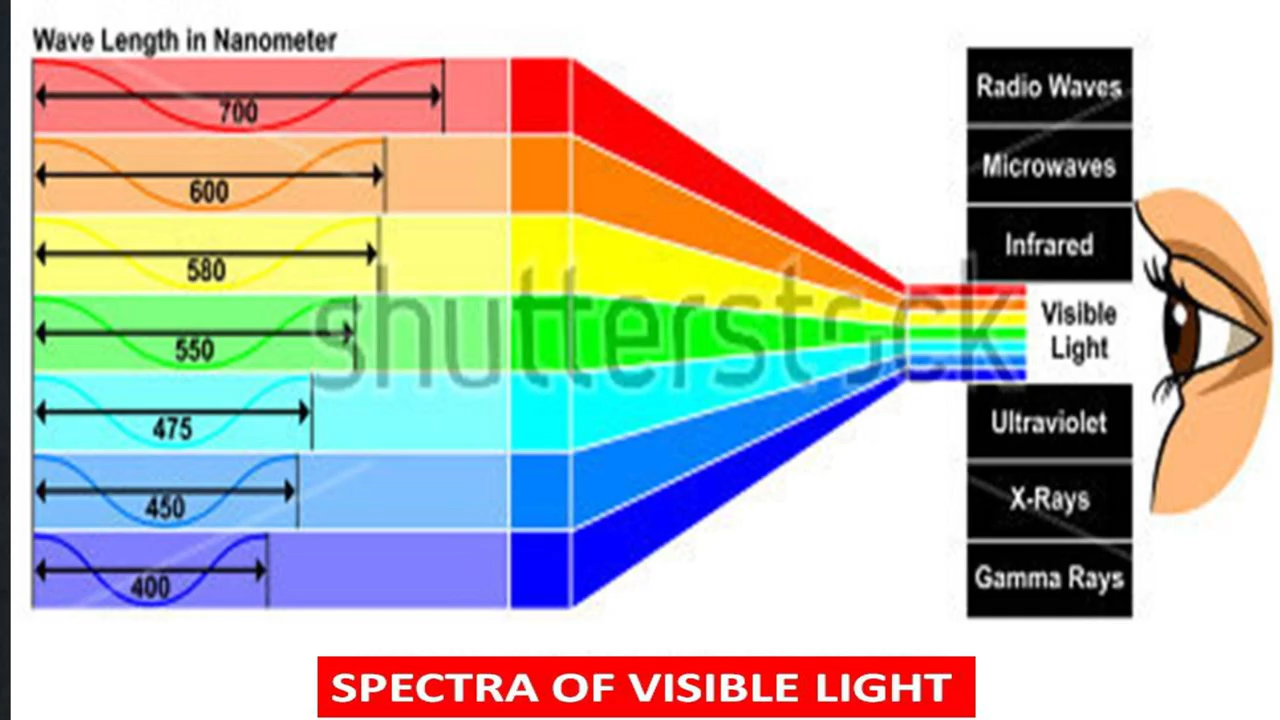 Wave Length in Nanometer
700
600
580
550
475
450
400
Radio Waves
Microwaves
Infrared
Visible
Light
Ultraviolet
X-Rays
Gamma Rays
shutterstock
SPECTRA OF VISIBLE LIGHT